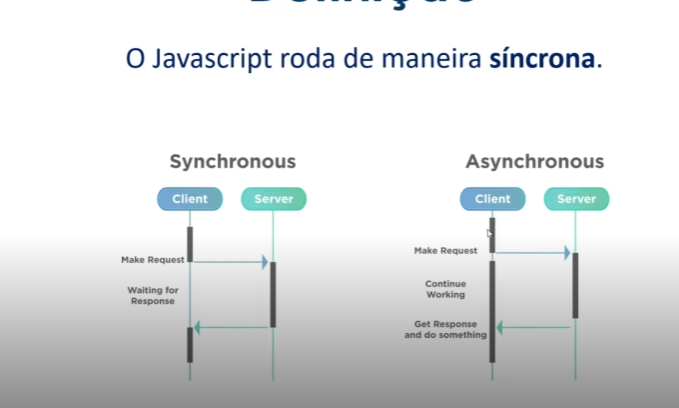 O Javascript roda de maneira síncrona.
Synchronous
Client
Server
Make Request
Waiting for
Response
Asynchronous
Client
Server
Make Request
Continue
Working
Get Response
and do something